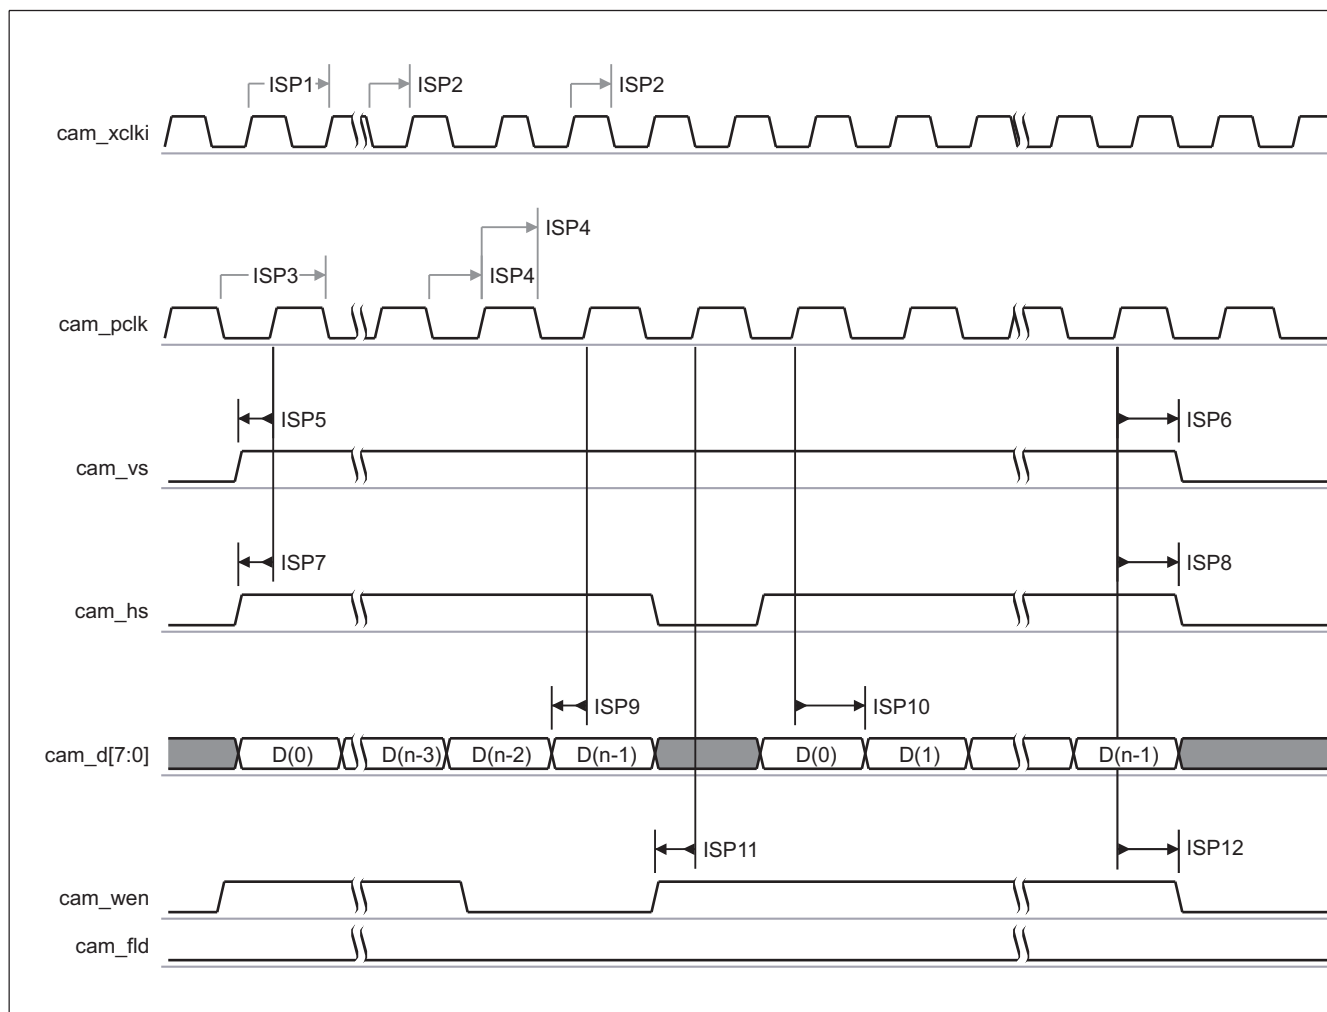 ISP1 ISP2 ISP2
cam_xclki
ISP4
ISP3 ISP4
cam_pclk
ISP5 ISP6
cam_vs
ISP7 ISP8
cam_hs
ISP9 ISP10
cam_d[7:0] D(0) D(n-3) D(n-2) D(n-1) D(0) D(1) D(n-1)
ISP11 ISP12
cam_wen
cam_fld